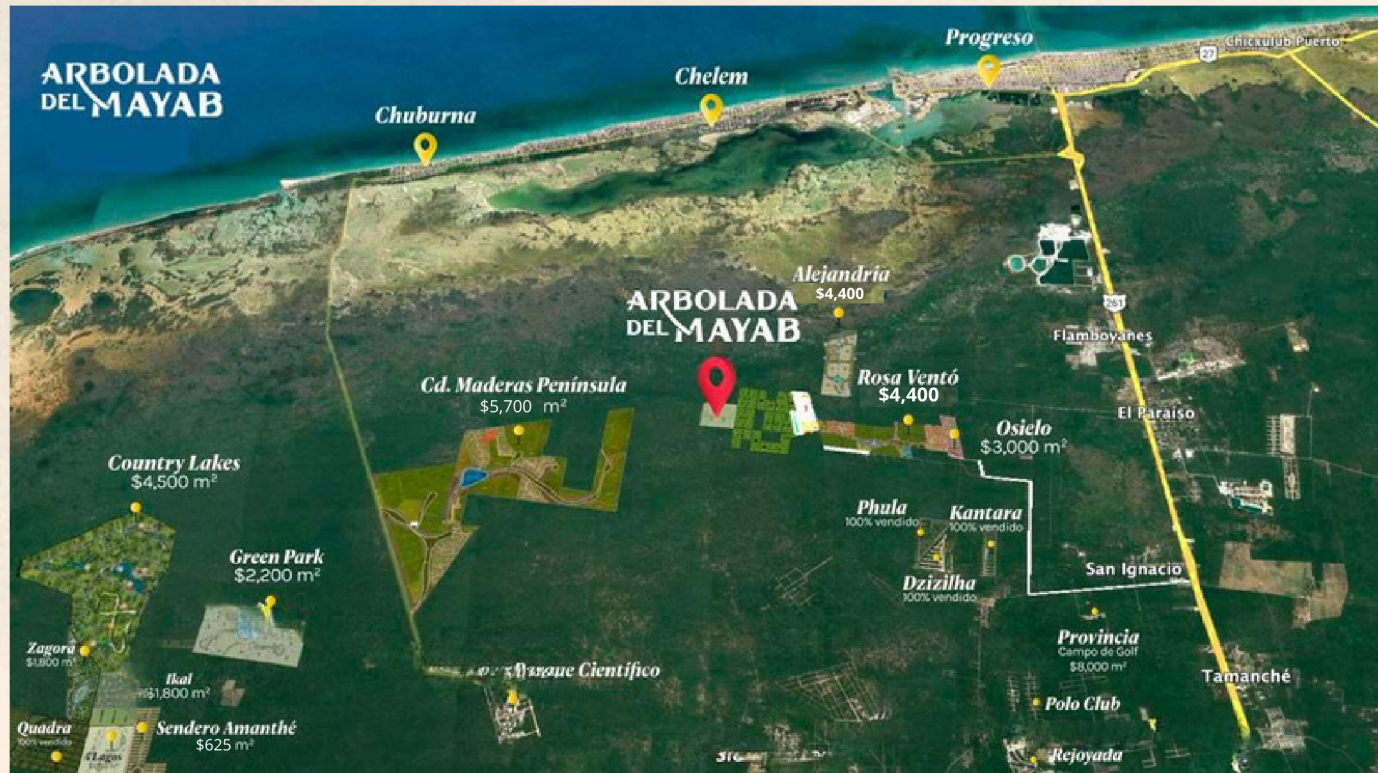 ARBOLADA
DEL MAYAB
Chuburna
Chelem
Progreso
27
Chicxulub Puerto
261
Alejandría
$4,400
ARBOLADA
DEL MAYAB
Flamboyanes
Cd. Maderas Península
$5,700 m²
Rosa Ventó
$4,400
El Paraíso
Osielo
$3,000 m²
Country Lakes
$4,500 m²
Phula
100% vendido
Kantara
100% vendido
Green Park
$2,200 m²
Dzizilha
100% vendido
San Ignacio
Provincia
Campo de Golf
$8,000 m²
Zagora
$1,800 m²
Ikal
$1,800 m²
Científico
Tamanché
Polo Club
Quadra
100% vendido
Sendero Amanthé
$625 m²
Lagos
Rejoyada